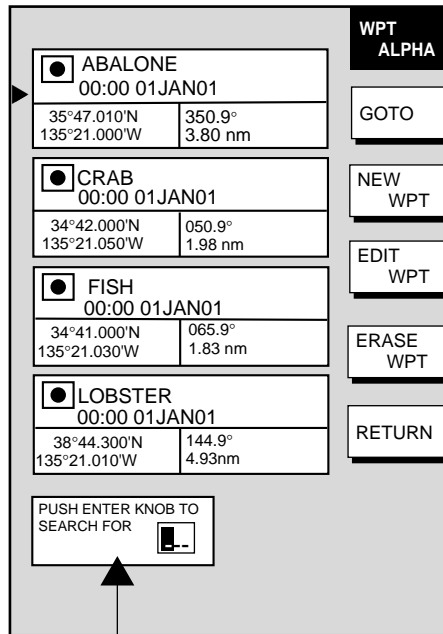 WPT
ALPHA
ABALONE
00:00 01JAN01
35°47.010'N
135°21.000'W
350.9°
3.80 nm
GOTO
CRAB
00:00 01JAN01
34°42.000'N
135°21.050'W
050.9°
1.98 nm
NEW
WPT
FISH
00:00 01JAN01
34°41.000'N
135°21.030'W
065.9°
1.83 nm
EDIT
WPT
ERASE
WPT
LOBSTER
00:00 01JAN01
38°44.300'N
135°21.010'W
144.9°
4.93nm
RETURN
PUSH ENTER KNOB TO
SEARCH FOR
--